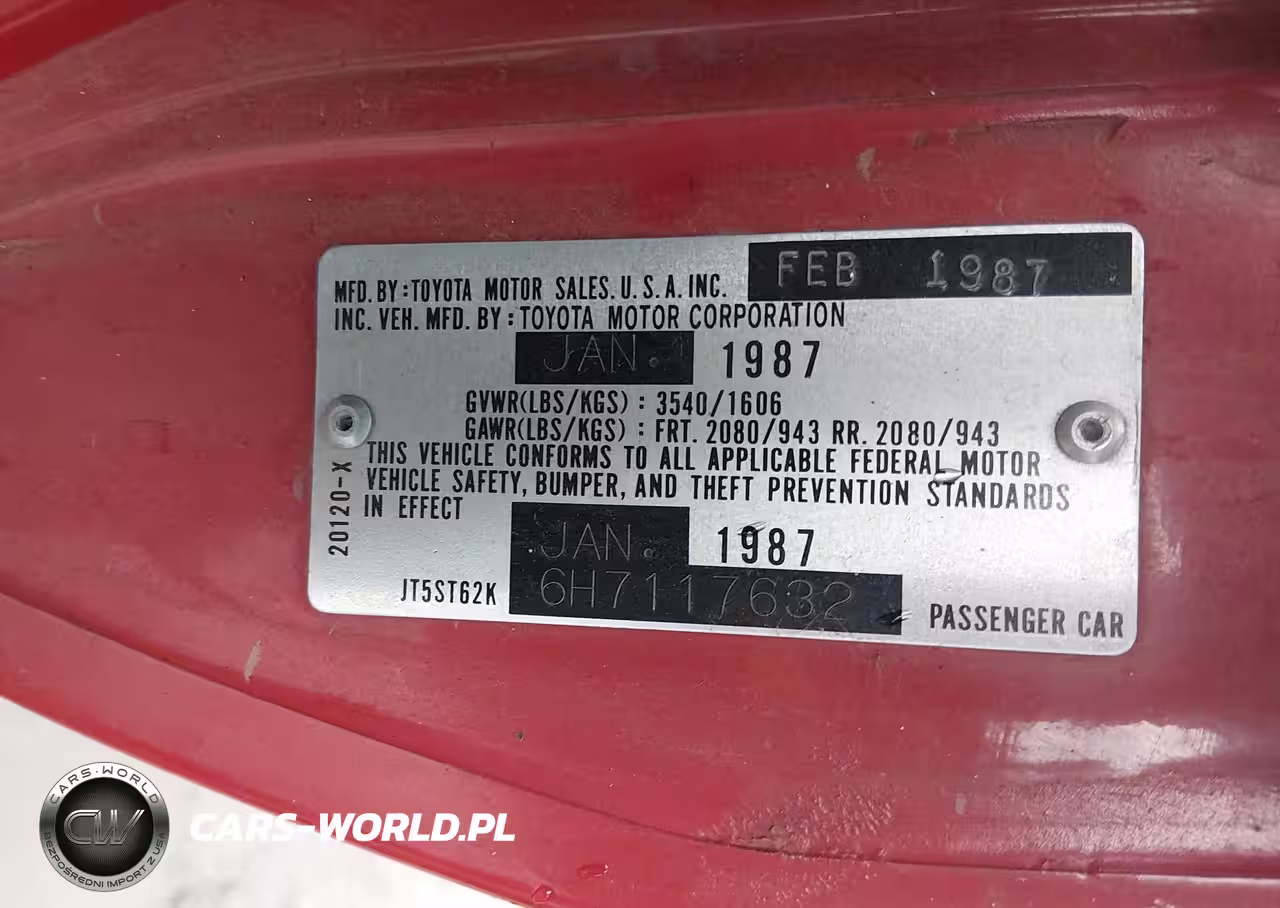 FEB 1987
MFD. BY : TOYOTA MOTOR SALES. U. S. A. INC.
INC. VEH. MFD. BY : TOYOTA MOTOR CORPORATION
JAN. 1987
GVWR(LBS/KGS) : 3540/1606
GAWR(LBS/KGS) : FRT. 2080/943 RR. 2080/943
THIS VEHICLE CONFORMS TO ALL APPLICABLE FEDERAL MOTOR
VEHICLE SAFETY, BUMPER, AND THEFT PREVENTION STANDARDS
IN EFFECT
JAN. 1987
20120-X
JT5ST62K 6H7117632
PASSENGER CAR
CARS-WORLD
CW
BEZPOŚREDNI IMPORT Z USA
CARS-WORLD.PL